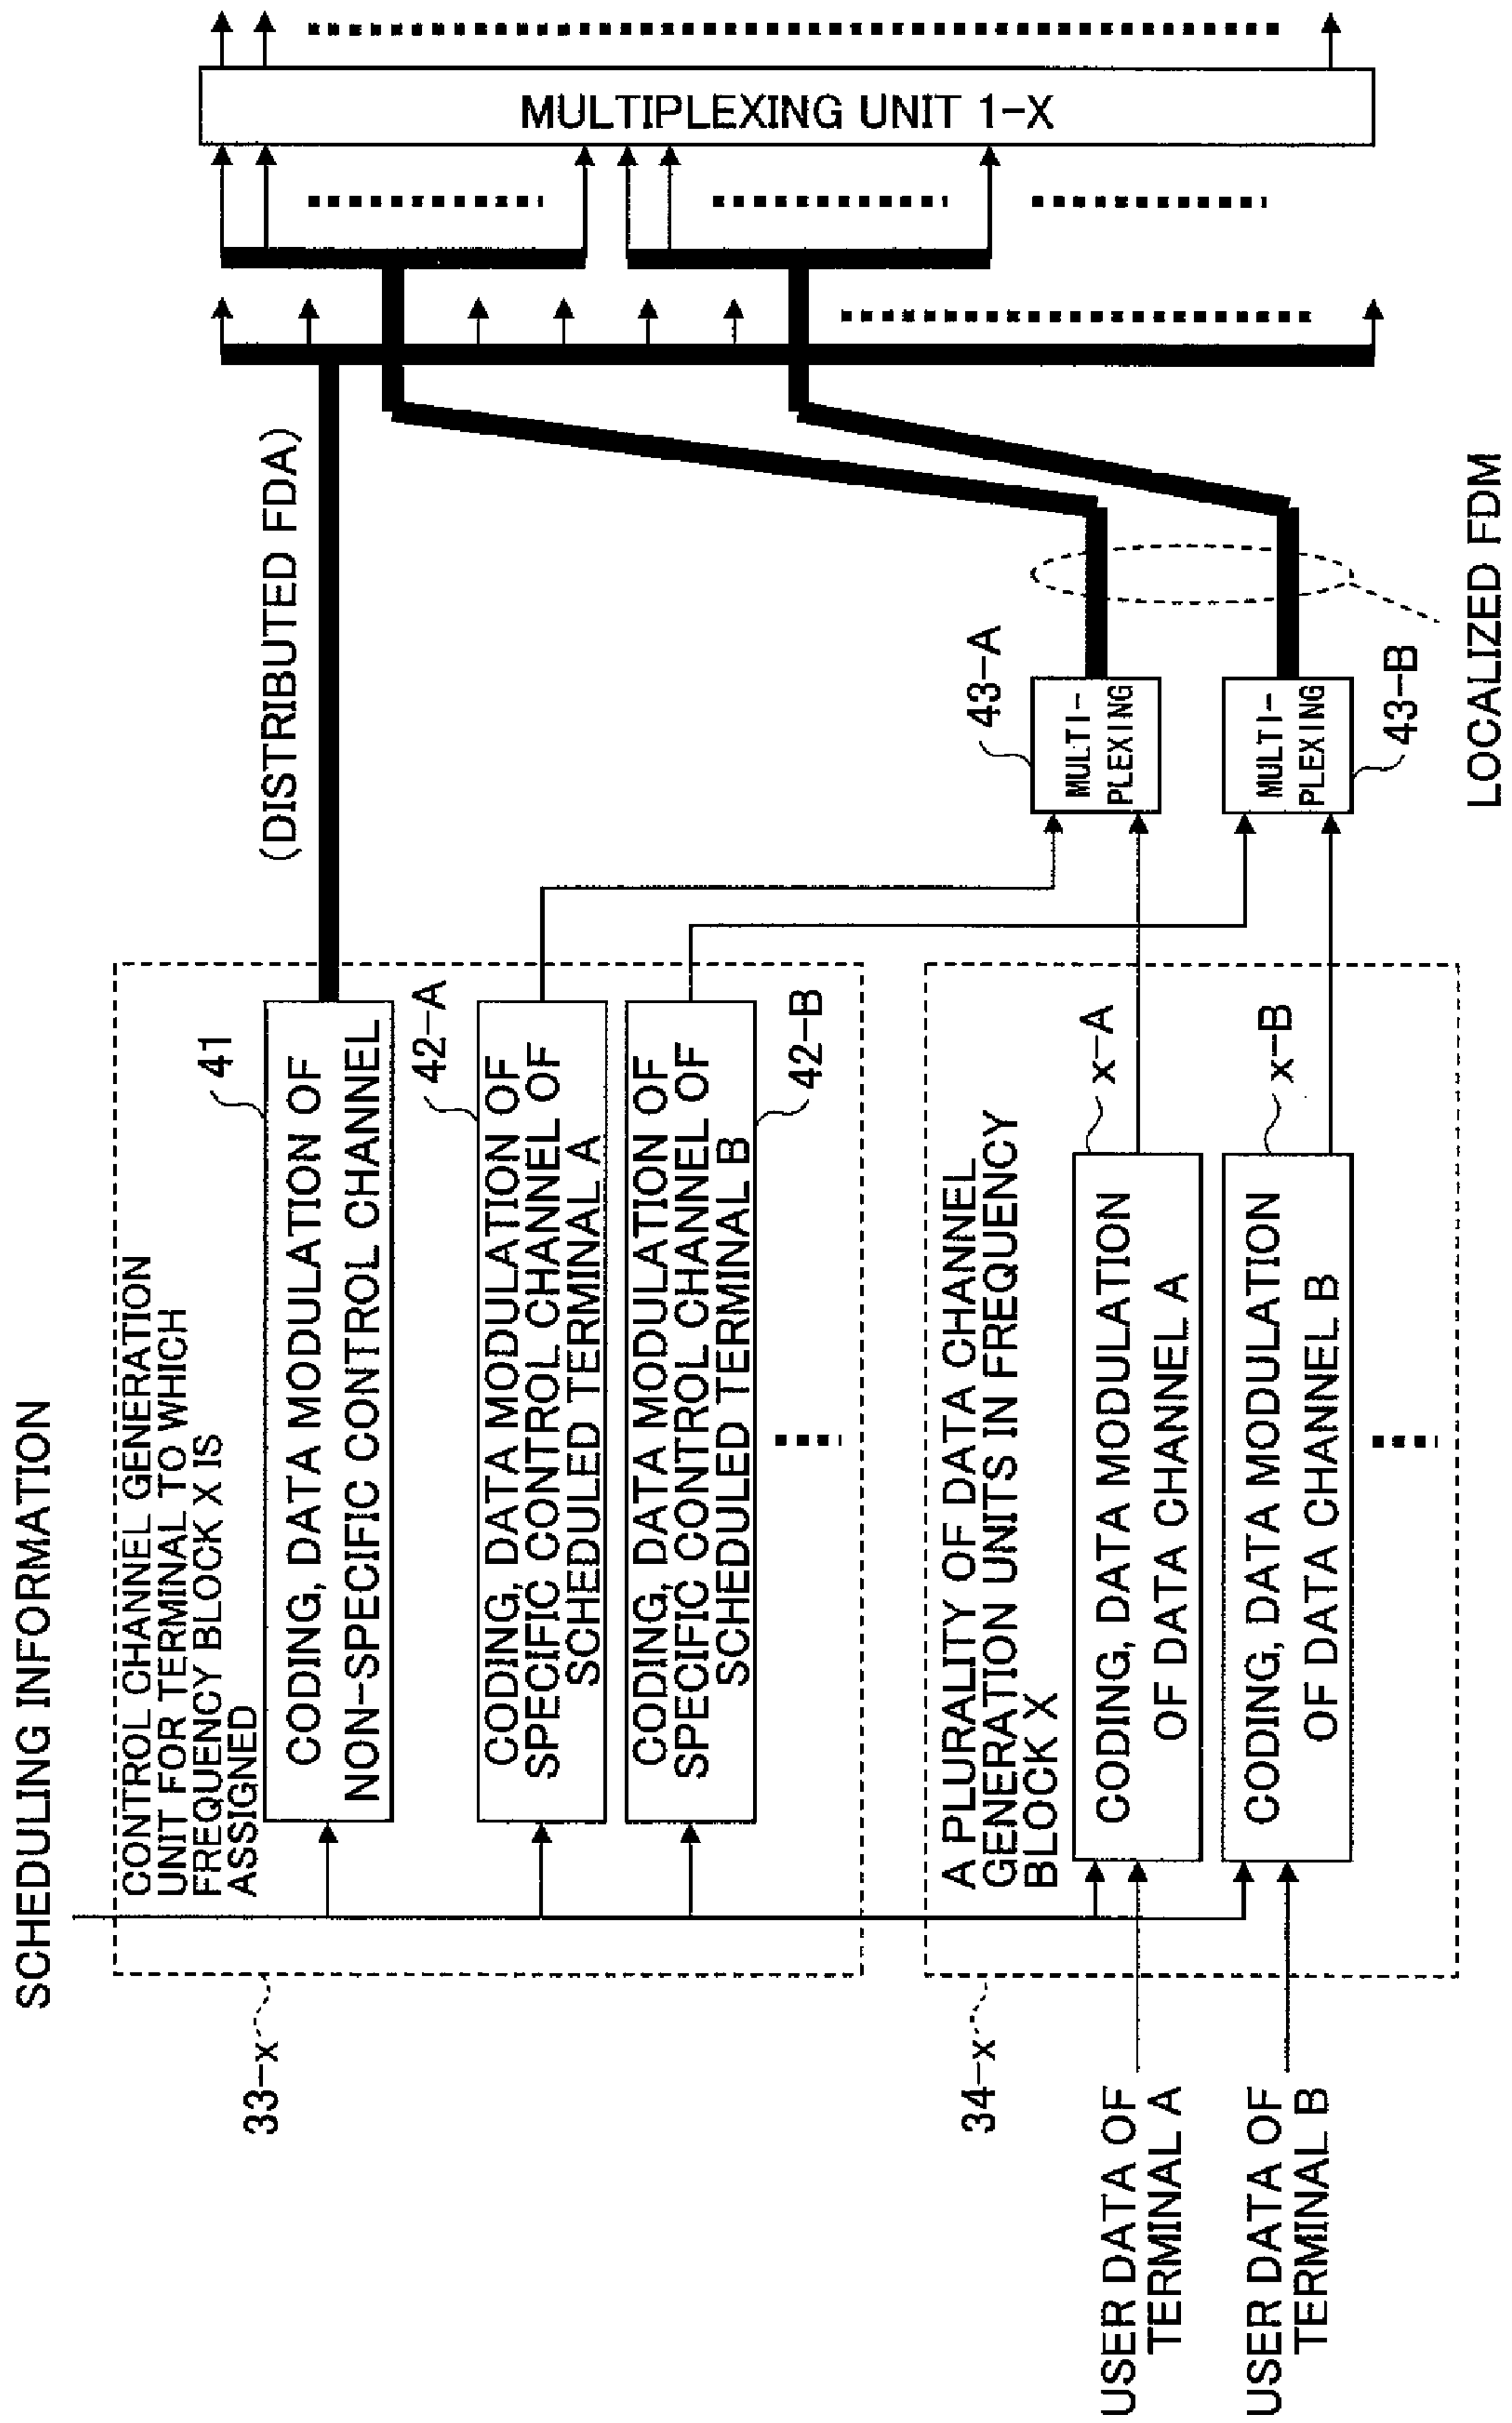 SCHEDULING INFORMATION
33-x
CONTROL CHANNEL GENERATION
UNIT FOR TERMINAL TO WHICH
FREQUENCY BLOCK X IS
ASSIGNED
41
CODING, DATA MODULATION OF
NON-SPECIFIC CONTROL CHANNEL
(DISTRIBUTED FDA)
42-A
CODING, DATA MODULATION OF
SPECIFIC CONTROL CHANNEL OF
SCHEDULED TERMINAL A
CODING, DATA MODULATION OF
SPECIFIC CONTROL CHANNEL OF
SCHEDULED TERMINAL B
42-B
34-x
A PLURALITY OF DATA CHANNEL
GENERATION UNITS IN FREQUENCY
BLOCK X
x-A
CODING, DATA MODULATION
OF DATA CHANNEL A
x-B
CODING, DATA MODULATION
OF DATA CHANNEL B
USER DATA OF
TERMINAL A
USER DATA OF
TERMINAL B
43-A
MULTI-
PLEXING
MULTI-
PLEXING
43-B
LOCALIZED FDM
MULTIPLEXING UNIT 1-X